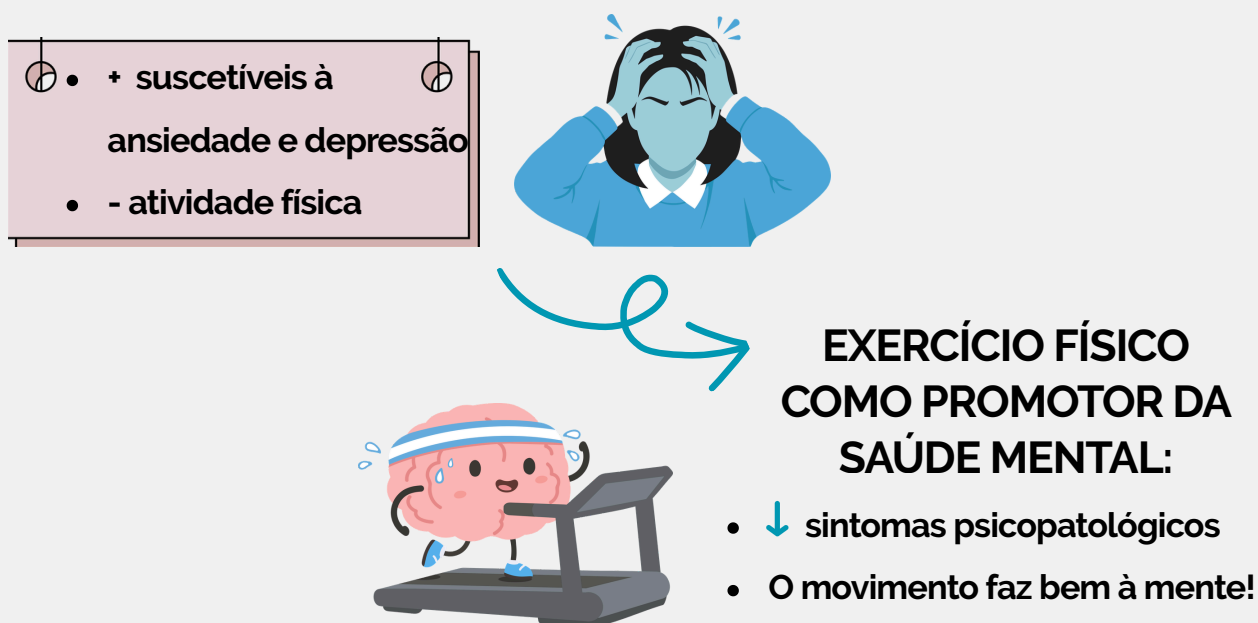 • + suscetíveis à
ansiedade e depressão
• - atividade física
EXERCÍCIO FÍSICO
COMO PROMOTOR DA
SAÚDE MENTAL:
• ↓ sintomas psicopatológicos
• O movimento faz bem à mente!